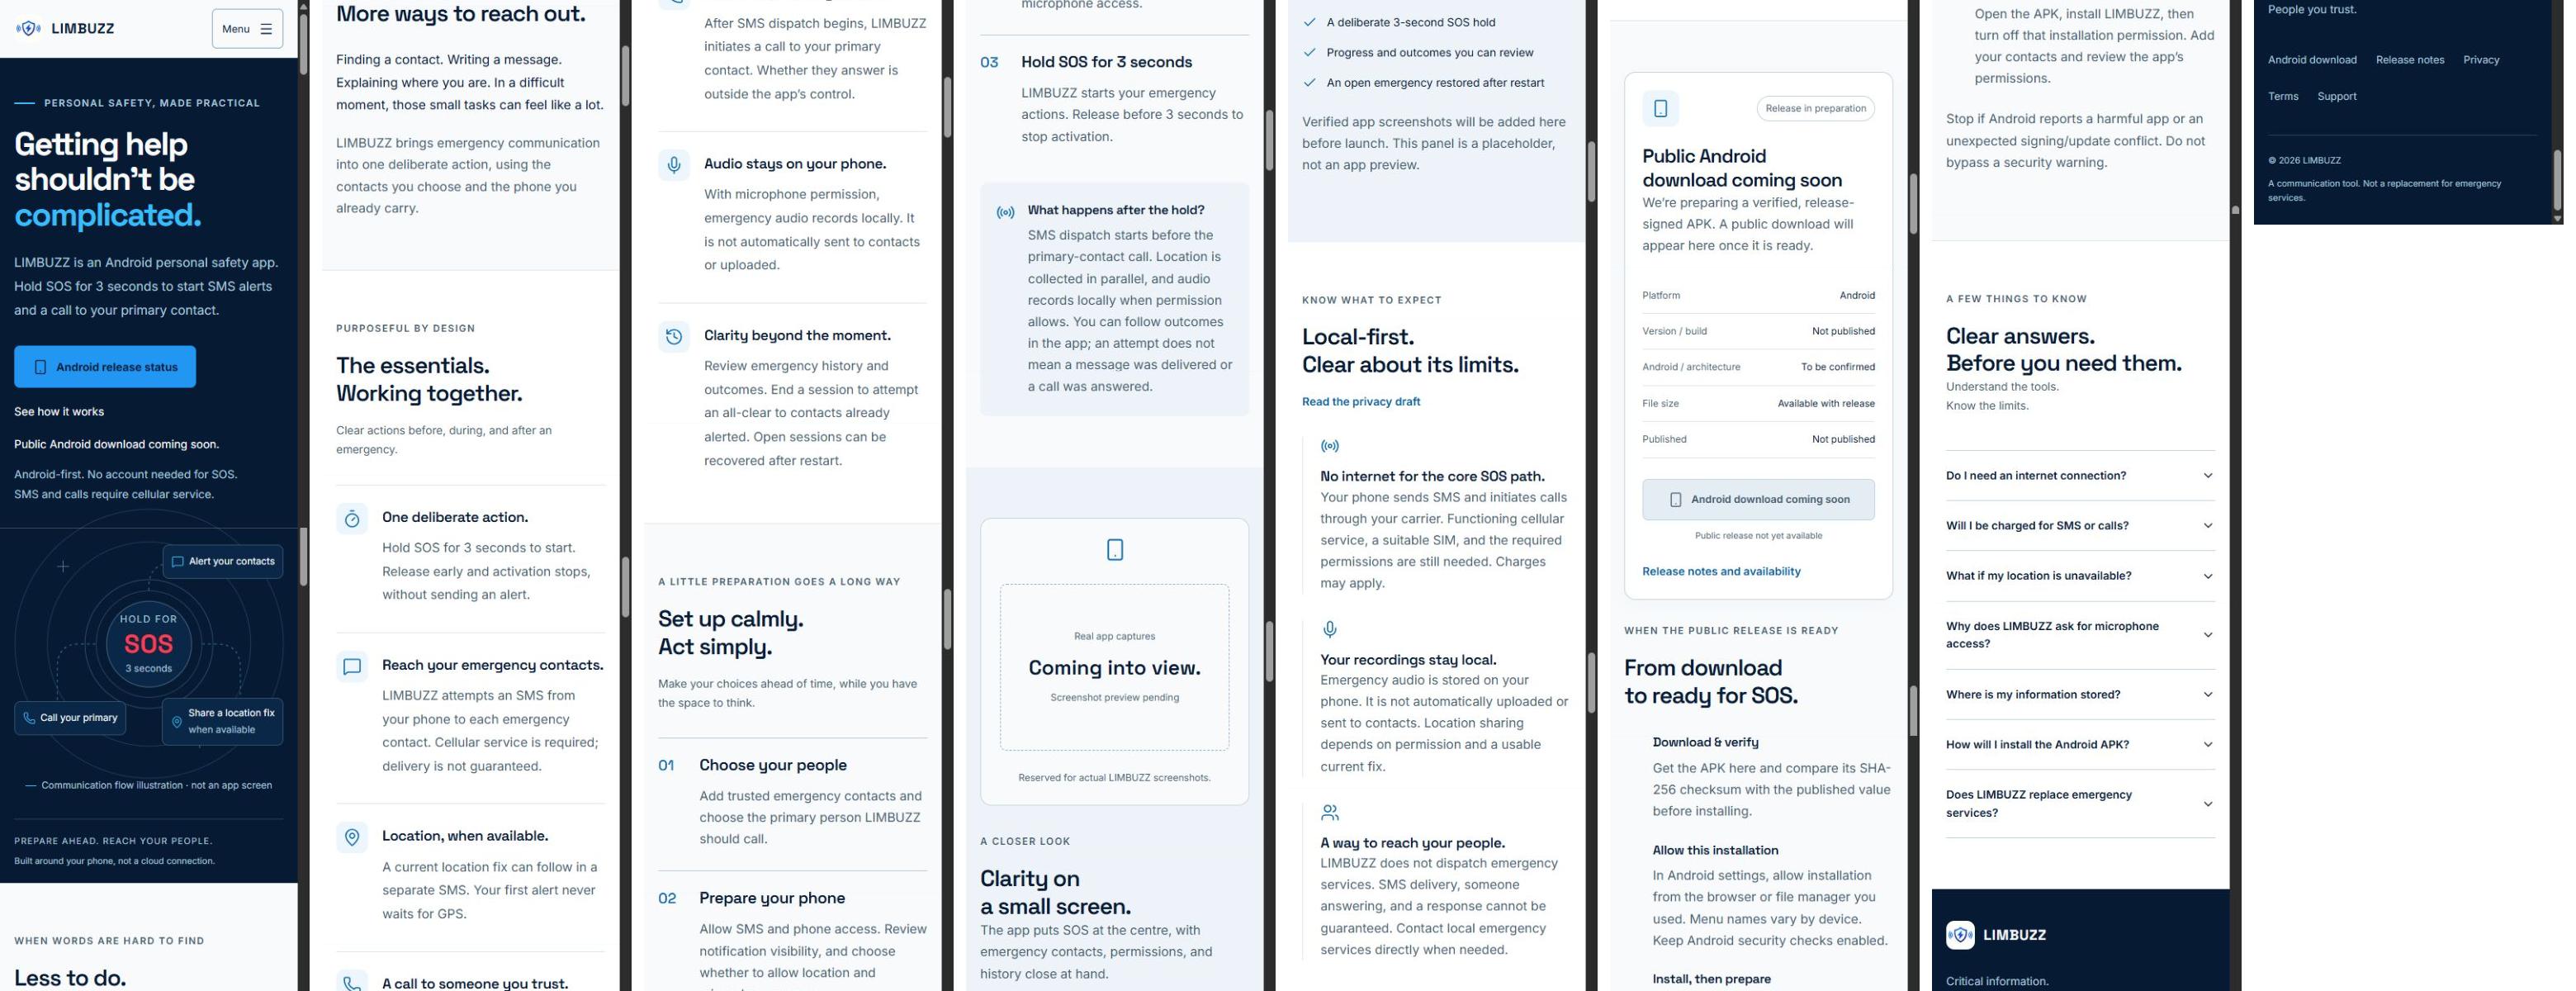 LIMBUZZ
Menu
PERSONAL SAFETY, MADE PRACTICAL
Getting help
shouldn't be
complicated.
LIMBUZZ is an Android personal safety app.
Hold SOS for 3 seconds to start SMS alerts
and a call to your primary contact.
Android release status
See how it works
Public Android download coming soon.
Android-first. No account needed for SOS.
SMS and calls require cellular service.
Alert your contacts
HOLD FOR
SOS
3 seconds
Call your primary
Share a location fix
when available
— Communication flow illustration · not an app screen
PREPARE AHEAD. REACH YOUR PEOPLE.
Built around your phone, not a cloud connection.
WHEN WORDS ARE HARD TO FIND
Less to do.
More ways to reach out.
Finding a contact. Writing a message.
Explaining where you are. In a difficult
moment, those small tasks can feel like a lot.
LIMBUZZ brings emergency communication
into one deliberate action, using the
contacts you choose and the phone you
already carry.
PURPOSEFUL BY DESIGN
The essentials.
Working together.
Clear actions before, during, and after an
emergency.
One deliberate action.
Hold SOS for 3 seconds to start.
Release early and activation stops,
without sending an alert.
Reach your emergency contacts.
LIMBUZZ attempts an SMS from
your phone to each emergency
contact. Cellular service is required;
delivery is not guaranteed.
Location, when available.
A current location fix can follow in a
separate SMS. Your first alert never
waits for GPS.
A call to someone you trust.
After SMS dispatch begins, LIMBUZZ
initiates a call to your primary
contact. Whether they answer is
outside the app's control.
Audio stays on your phone.
With microphone permission,
emergency audio records locally. It
is not automatically sent to contacts
or uploaded.
Clarity beyond the moment.
Review emergency history and
outcomes. End a session to attempt
an all-clear to contacts already
alerted. Open sessions can be
recovered after restart.
A LITTLE PREPARATION GOES A LONG WAY
Set up calmly.
Act simply.
Make your choices ahead of time, while you have
the space to think.
01 Choose your people
Add trusted emergency contacts and
choose the primary person LIMBUZZ
should call.
02 Prepare your phone
Allow SMS and phone access. Review
notification visibility, and choose
whether to allow location and
microphone access.
03 Hold SOS for 3 seconds
LIMBUZZ starts your emergency
actions. Release before 3 seconds to
stop activation.
What happens after the hold?
SMS dispatch starts before the
primary-contact call. Location is
collected in parallel, and audio
records locally when permission
allows. You can follow outcomes
in the app; an attempt does not
mean a message was delivered or
a call was answered.
Real app captures
Coming into view.
Screenshot preview pending
Reserved for actual LIMBUZZ screenshots.
A CLOSER LOOK
Clarity on
a small screen.
The app puts SOS at the centre, with
emergency contacts, permissions, and
history close at hand.
A deliberate 3-second SOS hold
Progress and outcomes you can review
An open emergency restored after restart
Verified app screenshots will be added here
before launch. This panel is a placeholder,
not an app preview.
KNOW WHAT TO EXPECT
Local-first.
Clear about its limits.
Read the privacy draft
No internet for the core SOS path.
Your phone sends SMS and initiates calls
through your carrier. Functioning cellular
service, a suitable SIM, and the required
permissions are still needed. Charges
may apply.
Your recordings stay local.
Emergency audio is stored on your
phone. It is not automatically uploaded or
sent to contacts. Location sharing
depends on permission and a usable
current fix.
A way to reach your people.
LIMBUZZ does not dispatch emergency
services. SMS delivery, someone
answering, and a response cannot be
guaranteed. Contact local emergency
services directly when needed.
Release in preparation
Public Android
download coming soon
We're preparing a verified, release-
signed APK. A public download will
appear here once it is ready.
Platform Android
Version / build Not published
Android / architecture To be confirmed
File size Available with release
Published Not published
Android download coming soon
Public release not yet available
Release notes and availability
WHEN THE PUBLIC RELEASE IS READY
From download
to ready for SOS.
Download & verify
Get the APK here and compare its SHA-
256 checksum with the published value
before installing.
Allow this installation
In Android settings, allow installation
from the browser or file manager you
used. Menu names vary by device.
Keep Android security checks enabled.
Install, then prepare
Open the APK, install LIMBUZZ, then
turn off that installation permission. Add
your contacts and review the app's
permissions.
Stop if Android reports a harmful app or an
unexpected signing/update conflict. Do not
bypass a security warning.
A FEW THINGS TO KNOW
Clear answers.
Before you need them.
Understand the tools.
Know the limits.
Do I need an internet connection?
Will I be charged for SMS or calls?
What if my location is unavailable?
Why does LIMBUZZ ask for microphone
access?
Where is my information stored?
How will I install the Android APK?
Does LIMBUZZ replace emergency
services?
LIMBUZZ
Critical information.
People you trust.
Android download Release notes Privacy
Terms Support
© 2026 LIMBUZZ
A communication tool. Not a replacement for emergency
services.